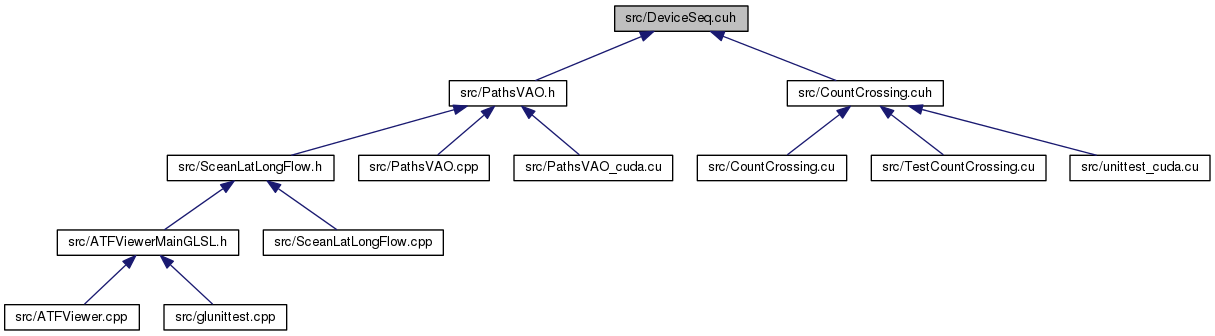 src/DeviceSeq.cuh
src/PathsVAO.h
src/CountCrossing.cuh
src/SceanLatLongFlow.h
src/PathsVAO.cpp
src/PathsVAO_cuda.cu
src/CountCrossing.cu
src/TestCountCrossing.cu
src/unittest_cuda.cu
src/ATFViewerMainGLSL.h
src/SceanLatLongFlow.cpp
src/ATFViewer.cpp
src/glunittest.cpp